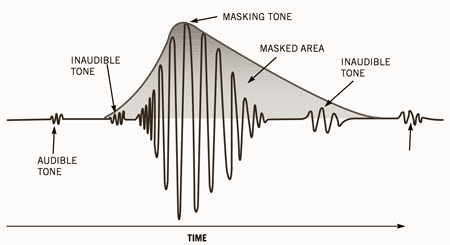 MASKING TONE
MASKED AREA
INAUDIBLE
TONE
INAUDIBLE
TONE
AUDIBLE
TONE
TIME